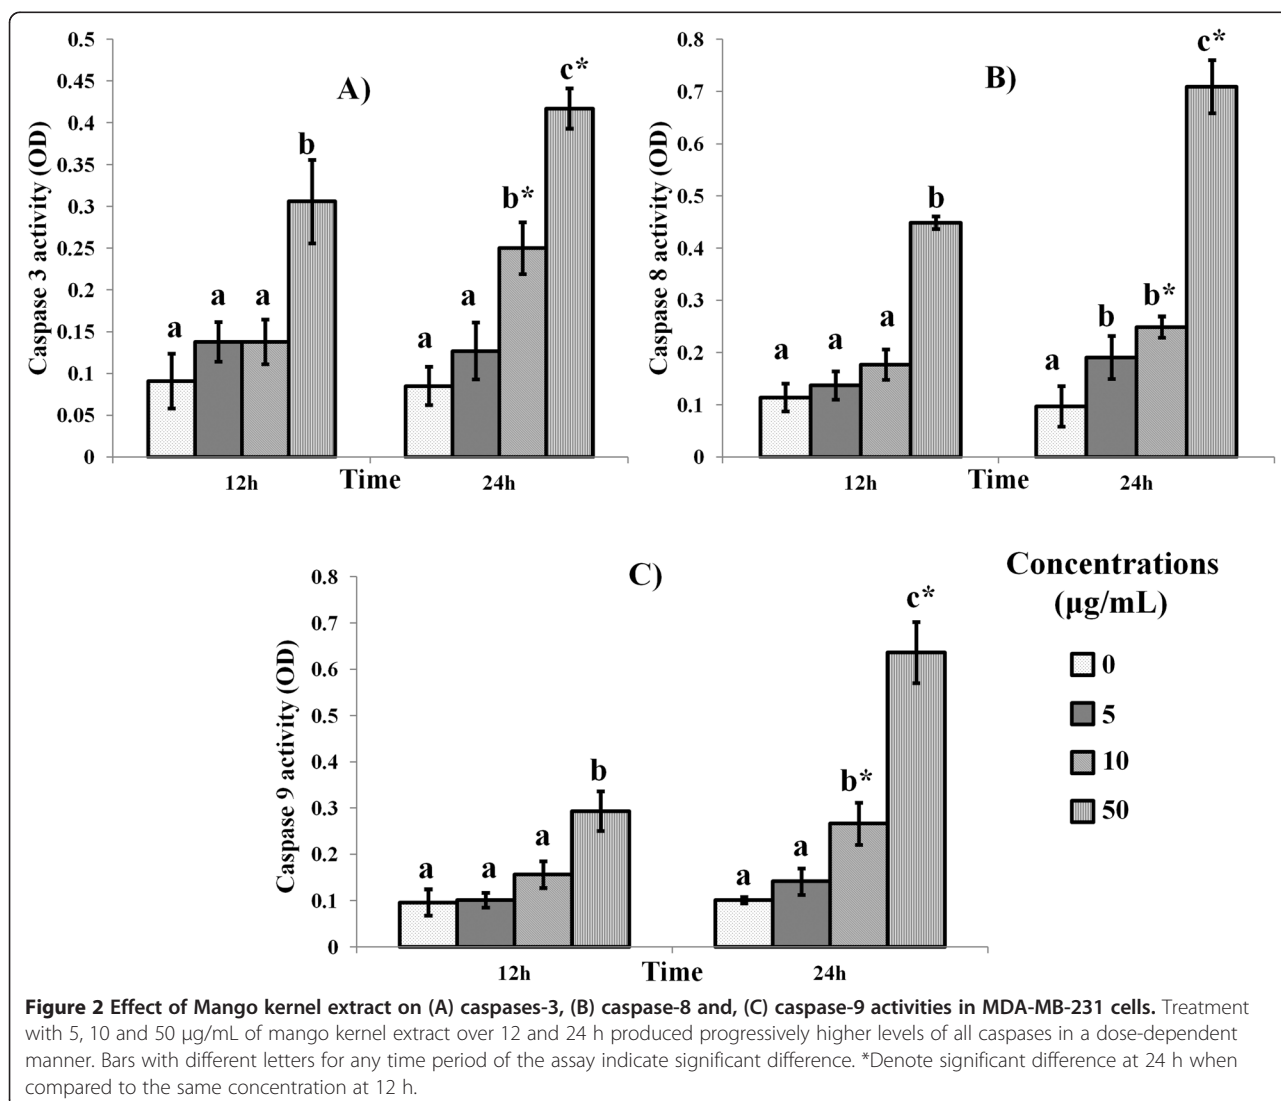 A)
Caspase 3 activity (OD)
0.5
0.45
0.4
0.35
0.3
0.25
0.2
0.15
0.1
0.05
0
a
a
a
b
a
a
b*
c*
12h
Time
24h
B)
Caspase 8 activity (OD)
0.8
0.7
0.6
0.5
0.4
0.3
0.2
0.1
0
a
a
a
b
a
b
b*
c*
12h
Time
24h
C)
Caspase 9 activity (OD)
0.8
0.7
0.6
0.5
0.4
0.3
0.2
0.1
0
a
a
a
b
a
a
b*
c*
12h
Time
24h
Concentrations
(µg/mL)
0
5
10
50
Figure 2 Effect of Mango kernel extract on (A) caspases-3, (B) caspase-8 and, (C) caspase-9 activities in MDA-MB-231 cells. Treatment
with 5, 10 and 50 µg/mL of mango kernel extract over 12 and 24 h produced progressively higher levels of all caspases in a dose-dependent
manner. Bars with different letters for any time period of the assay indicate significant difference. *Denote significant difference at 24 h when
compared to the same concentration at 12 h.